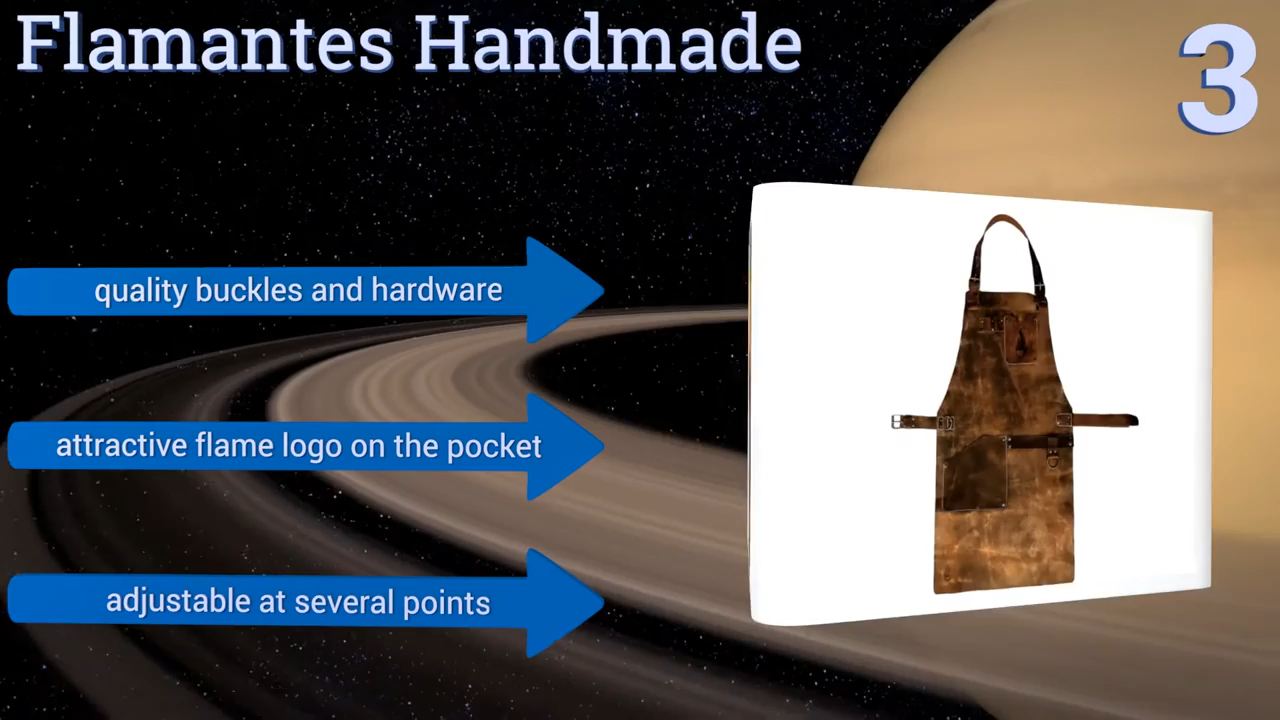 Flamantes Handmade
3
quality buckles and hardware
attractive flame logo on the pocket
adjustable at several points